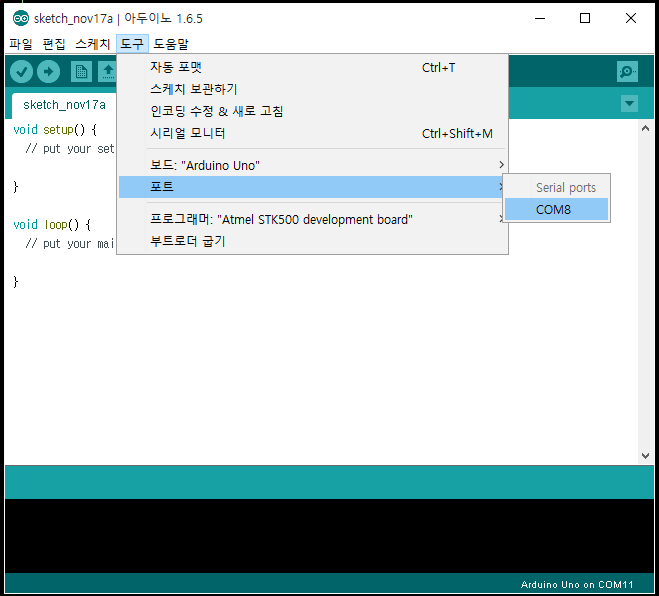 sketch_nov17a | 아두이노 1.6.5
파일 편집 스케치 도구 도움말
자동 포맷 Ctrl+T
스케치 보관하기
인코딩 수정 & 새로 고침
시리얼 모니터 Ctrl+Shift+M
보드: "Arduino Uno"
포트
Serial ports
COM8
프로그래머: "Atmel STK500 development board"
부트로더 굽기
sketch_nov17a
void setup() {
// put your set
}
void loop() {
// put your mai
}
Arduino Uno on COM11